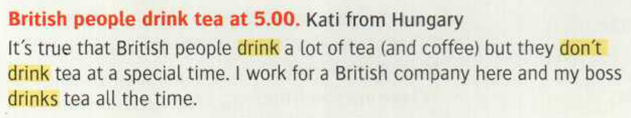 British people drink tea at 5.00. Kati from Hungary
It's true that British people drink a lot of tea (and coffee) but they don't
drink tea at a special time. I work for a British company here and my boss
drinks tea all the time.